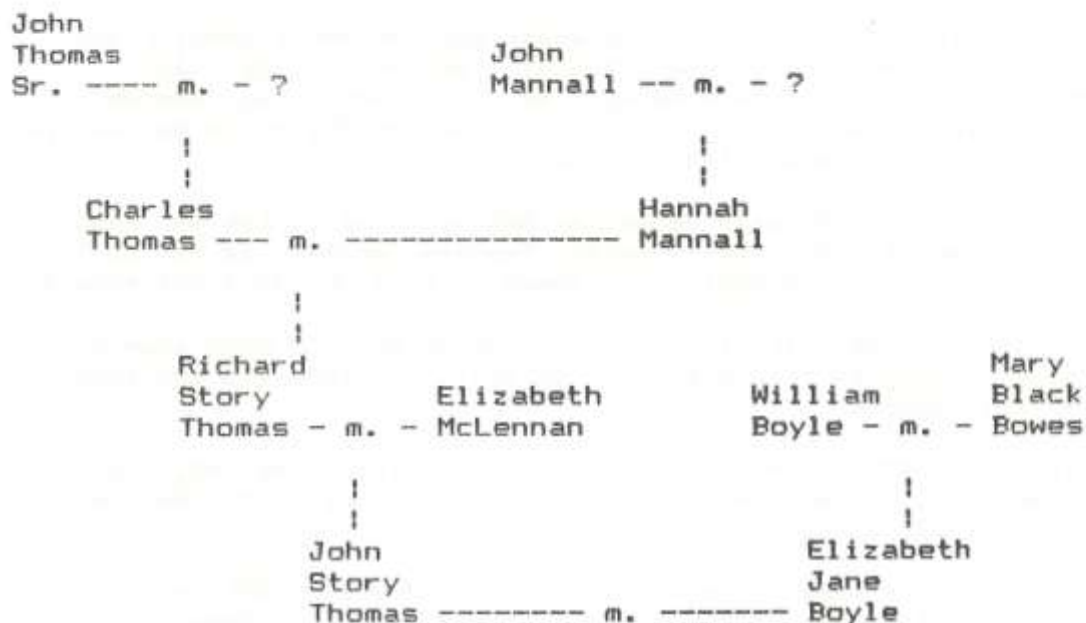 John
Thomas John
Sr. ---- m. - ? Mannall -- m. - ?
¦ ¦
¦ ¦
Charles Hannah
Thomas --- m. --------------- Mannall
¦
¦
Richard Mary
Story Elizabeth William Black
Thomas - m. - McLennan Boyle - m. - Bowes
¦ ¦
¦ ¦
John Elizabeth
Story Jane
Thomas -------- m. ------- Boyle